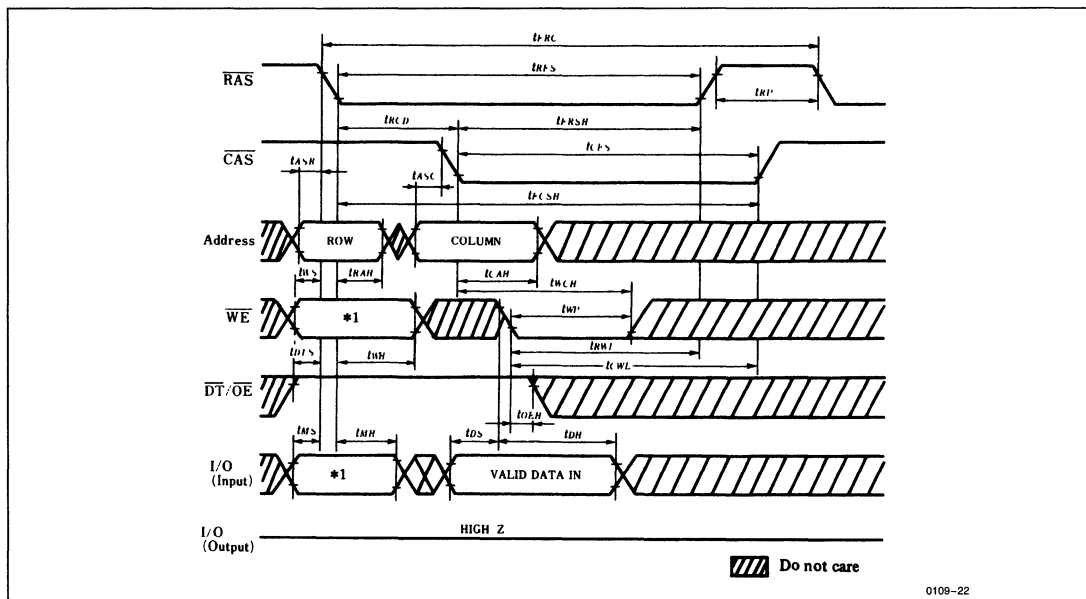 tFRC
RAS
tRFS
tRP
tRCD
tFRSH
CAS
tCFS
tASR
tASC
tFCSH
Address
ROW
COLUMN
tWS
tRAH
tCAH
tWCH
WE
*1
tWP
tRWL
tDTS
tWH
tCWL
DT/OE
tOEH
tMS
tMH
tDS
tDH
I/O
(Input)
*1
VALID DATA IN
I/O
(Output)
HIGH Z
Do not care
0109-22